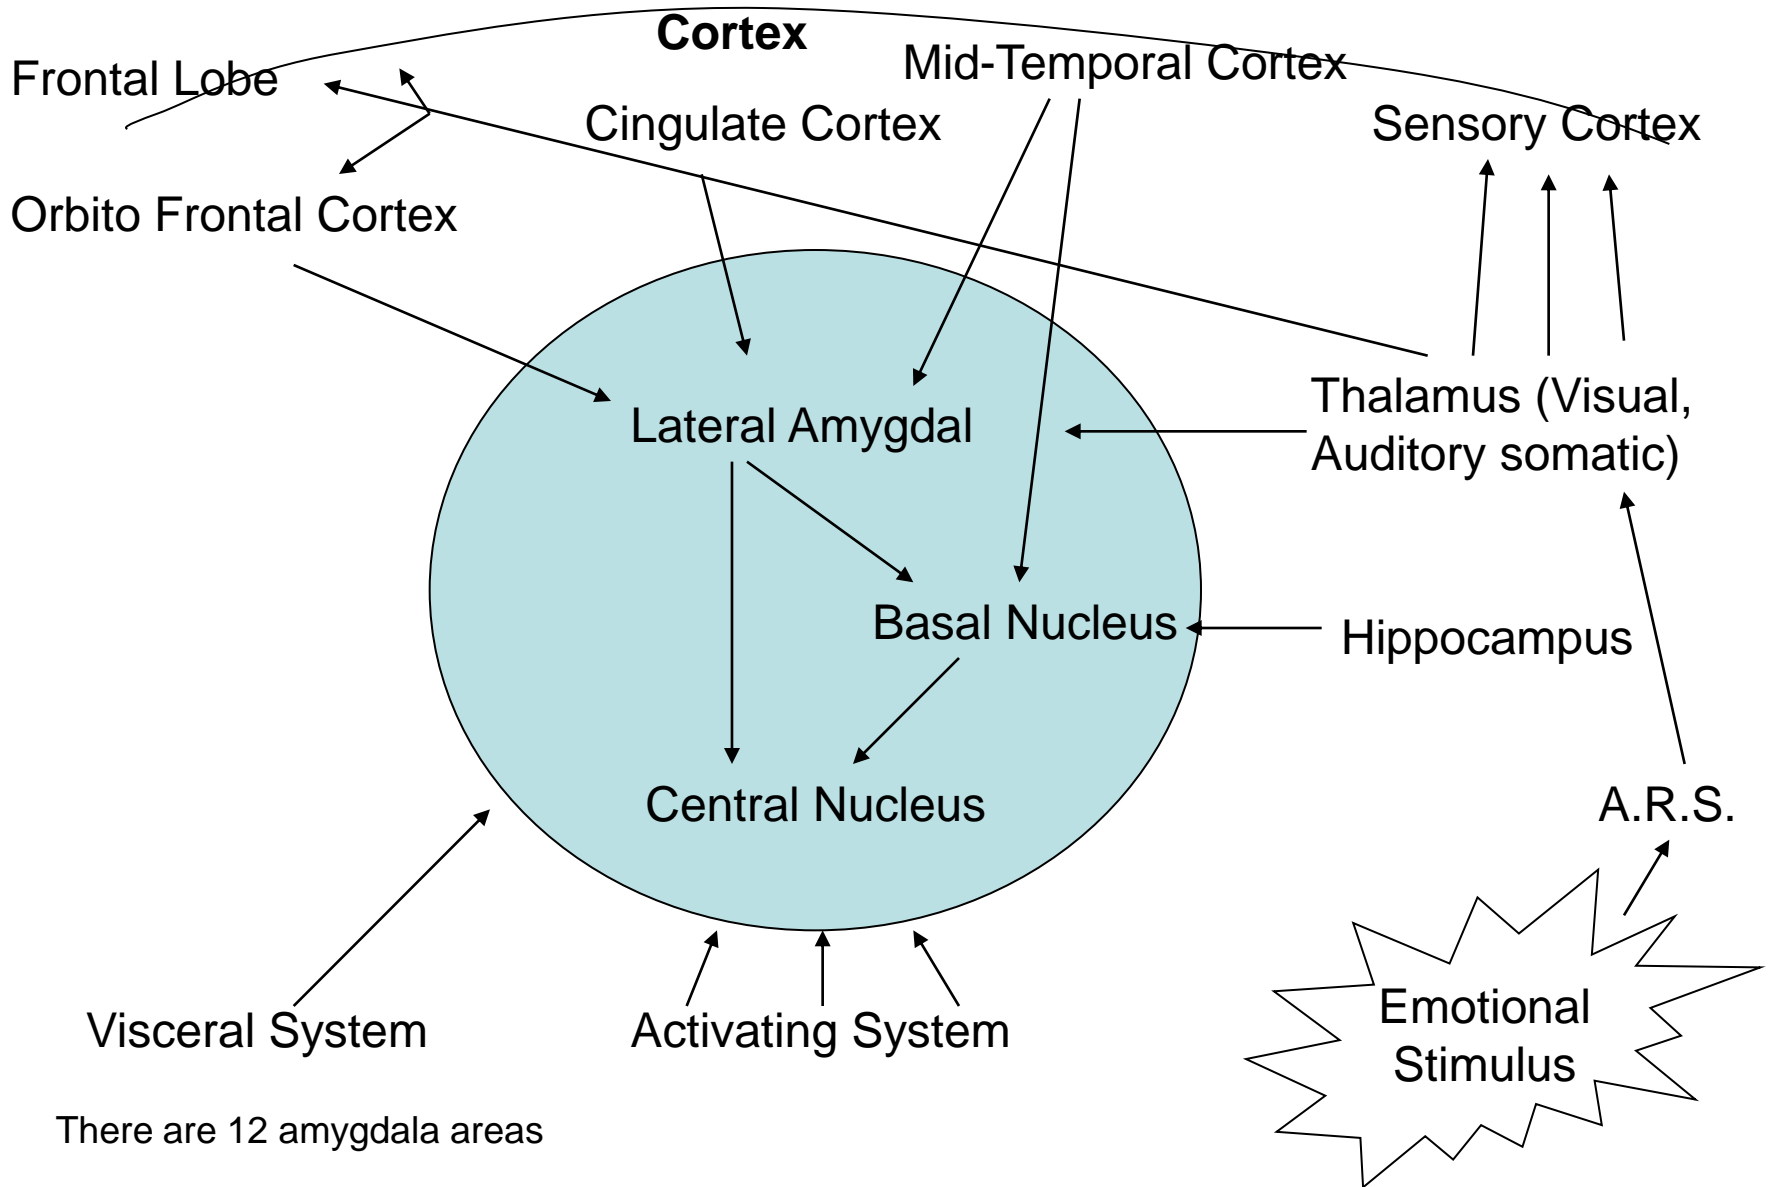 Cortex
Frontal Lobe
Mid-Temporal Cortex
Cingulate Cortex
Sensory Cortex
Orbito Frontal Cortex
Lateral Amygdal
Thalamus (Visual,
Auditory somatic)
Basal Nucleus
Hippocampus
Central Nucleus
A.R.S.
Visceral System
Activating System
Emotional
Stimulus
There are 12 amygdala areas